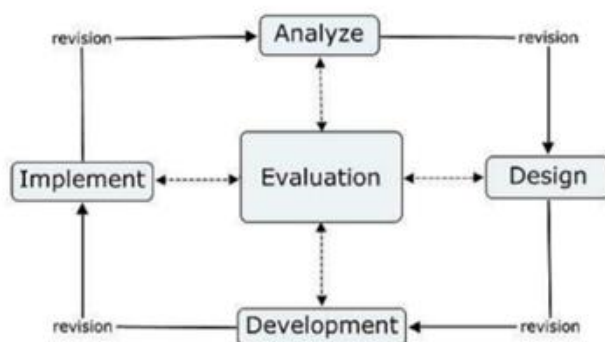 revision
Analyze
revision
Implement
Evaluation
Design
revision
Development
revision